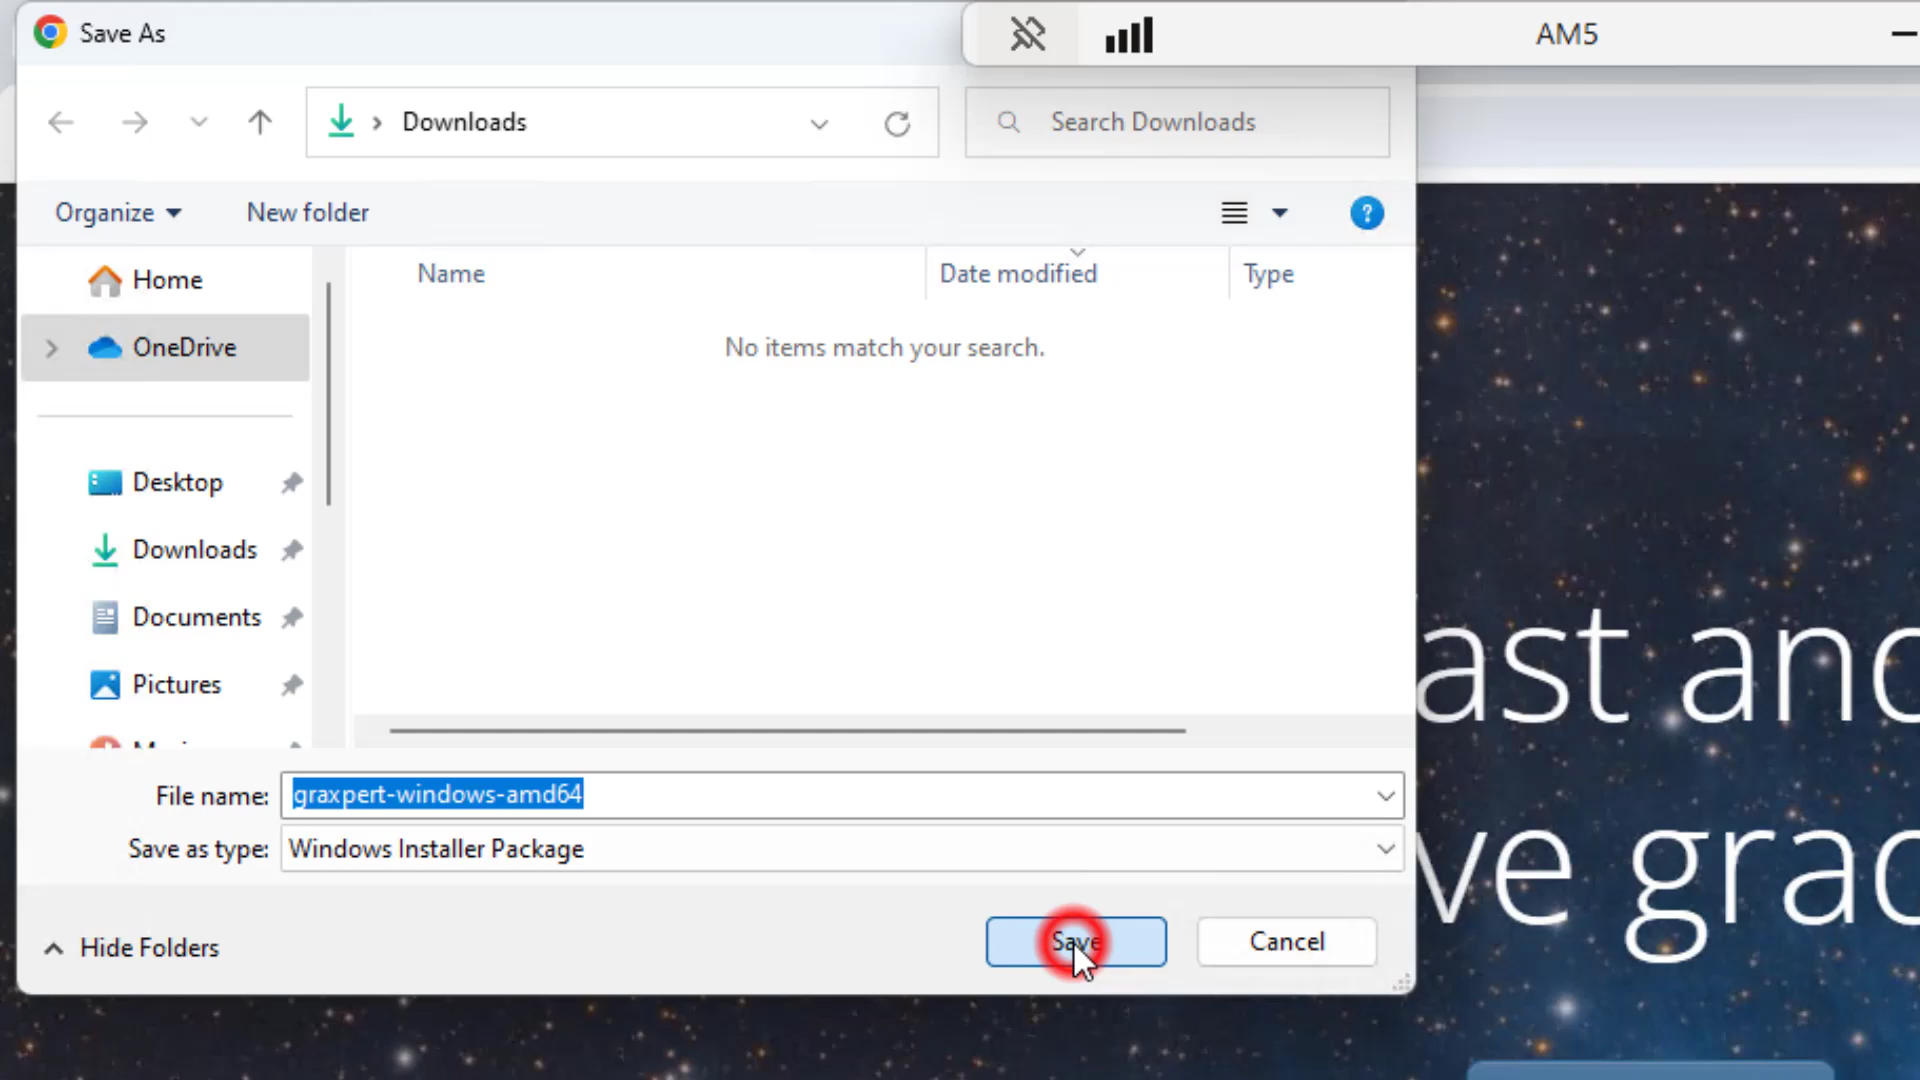 Save As
AM5
Downloads
Search Downloads
Organize
New folder
?
Home
Name
Date modified
Type
OneDrive
No items match your search.
Desktop
Downloads
Documents
Pictures
File name: graxpert-windows-amd64
Save as type: Windows Installer Package
Hide Folders
Save
Cancel
ast and
ve grad